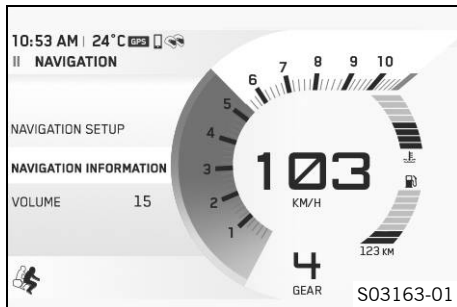 10:53 AM | 24°C GPS
II NAVIGATION
NAVIGATION SETUP
NAVIGATION INFORMATION
VOLUME 15
1
2
3
4
5
6
7
8
9
10
103
KM/H
123 KM
4
GEAR
S03163-01